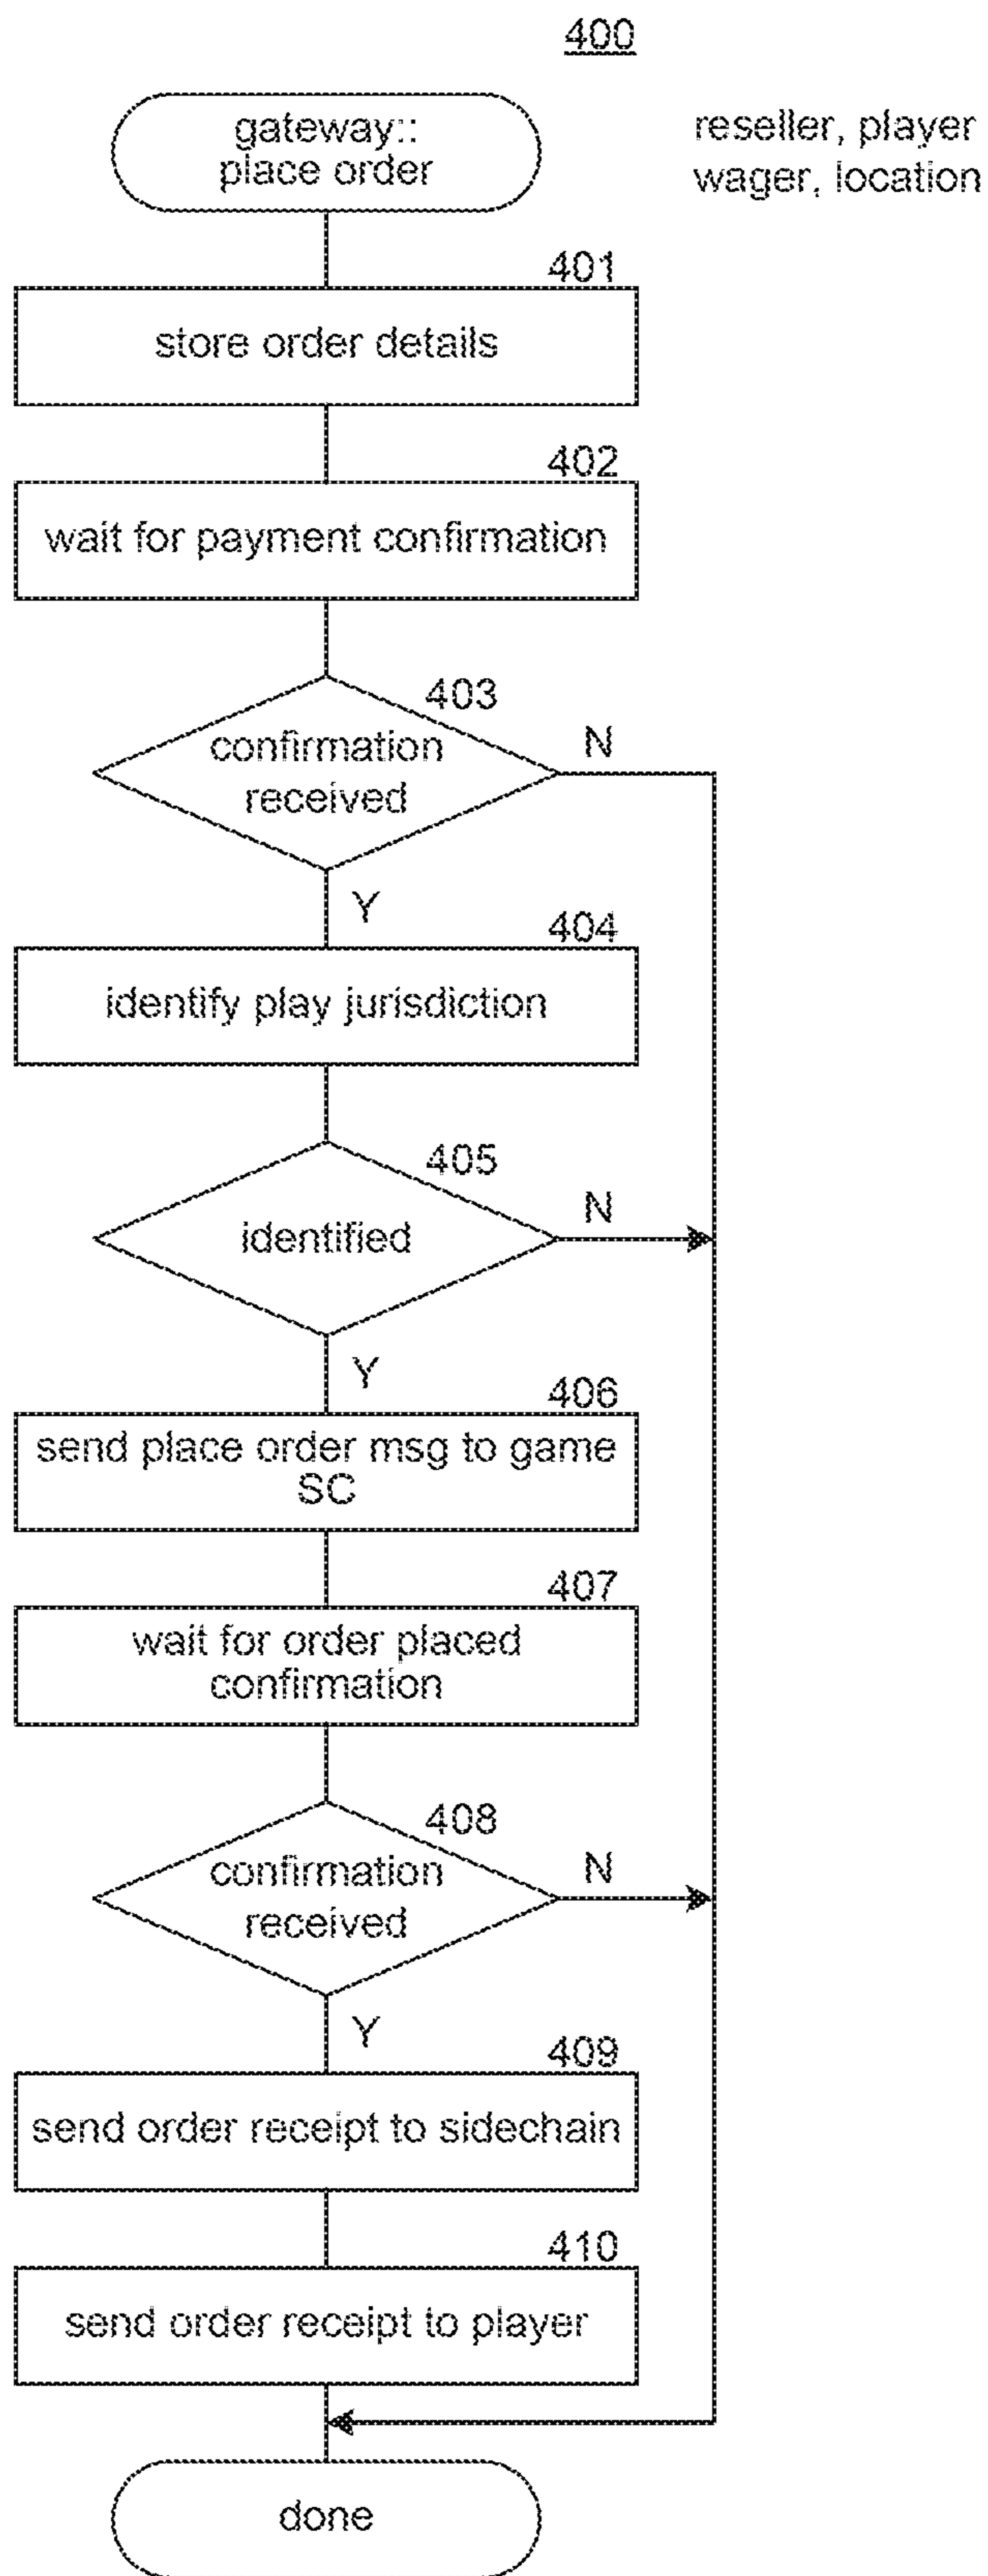 400
gateway::
place order
reseller, player
wager, location
401
store order details
402
wait for payment confirmation
403
confirmation
received
N
Y
404
identify play jurisdiction
405
identified
N
Y
406
send place order msg to game
SC
407
wait for order placed
confirmation
408
confirmation
received
N
Y
409
send order receipt to sidechain
410
send order receipt to player
done